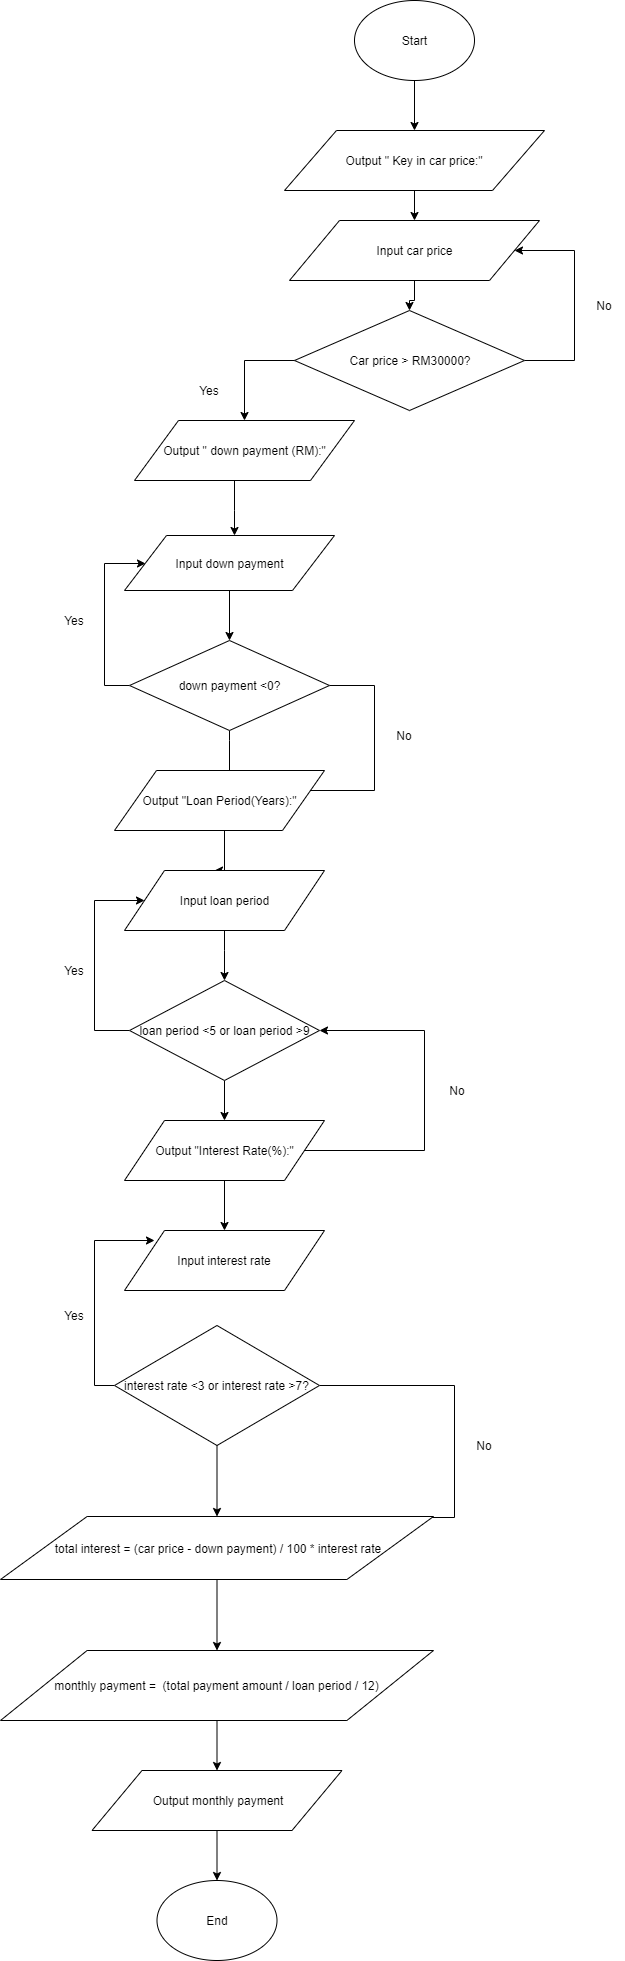 Start
Output " Key in car price:"
Input car price
No
Car price > RM30000?
Yes
Output " down payment (RM):"
Input down payment
Yes
down payment <0?
No
Output "Loan Period(Years):"
Input loan period
Yes
loan period <5 or loan period >9
No
Output "Interest Rate(%):"
Input interest rate
Yes
interest rate <3 or interest rate >7?
No
total interest = (car price - down payment) / 100 * interest rate
monthly payment =  (total payment amount / loan period / 12)
Output monthly payment
End